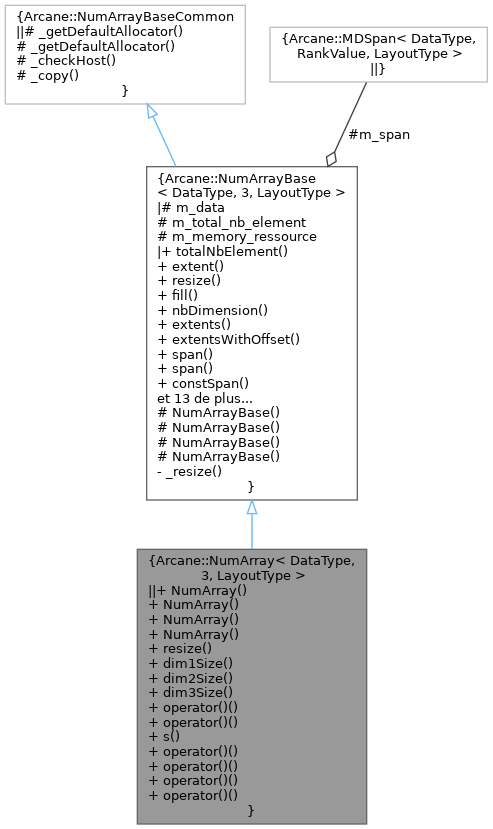 {Arcane::NumArrayBaseCommon
||# _getDefaultAllocator()
# _getDefaultAllocator()
# _checkHost()
# _copy()
}
{Arcane::MDSpan< DataType,
RankValue, LayoutType >
||}
#m_span
{Arcane::NumArrayBase
< DataType, 3, LayoutType >
|# m_data
# m_total_nb_element
# m_memory_ressource
|+ totalNbElement()
+ extent()
+ resize()
+ fill()
+ nbDimension()
+ extents()
+ extentsWithOffset()
+ span()
+ span()
+ constSpan()
et 13 de plus...
# NumArrayBase()
# NumArrayBase()
# NumArrayBase()
# NumArrayBase()
- _resize()
}
{Arcane::NumArray< DataType,
3, LayoutType >
||+ NumArray()
+ NumArray()
+ NumArray()
+ NumArray()
+ resize()
+ dim1Size()
+ dim2Size()
+ dim3Size()
+ operator()()
+ operator()()
+ s()
+ operator()()
+ operator()()
+ operator()()
+ operator()()
}